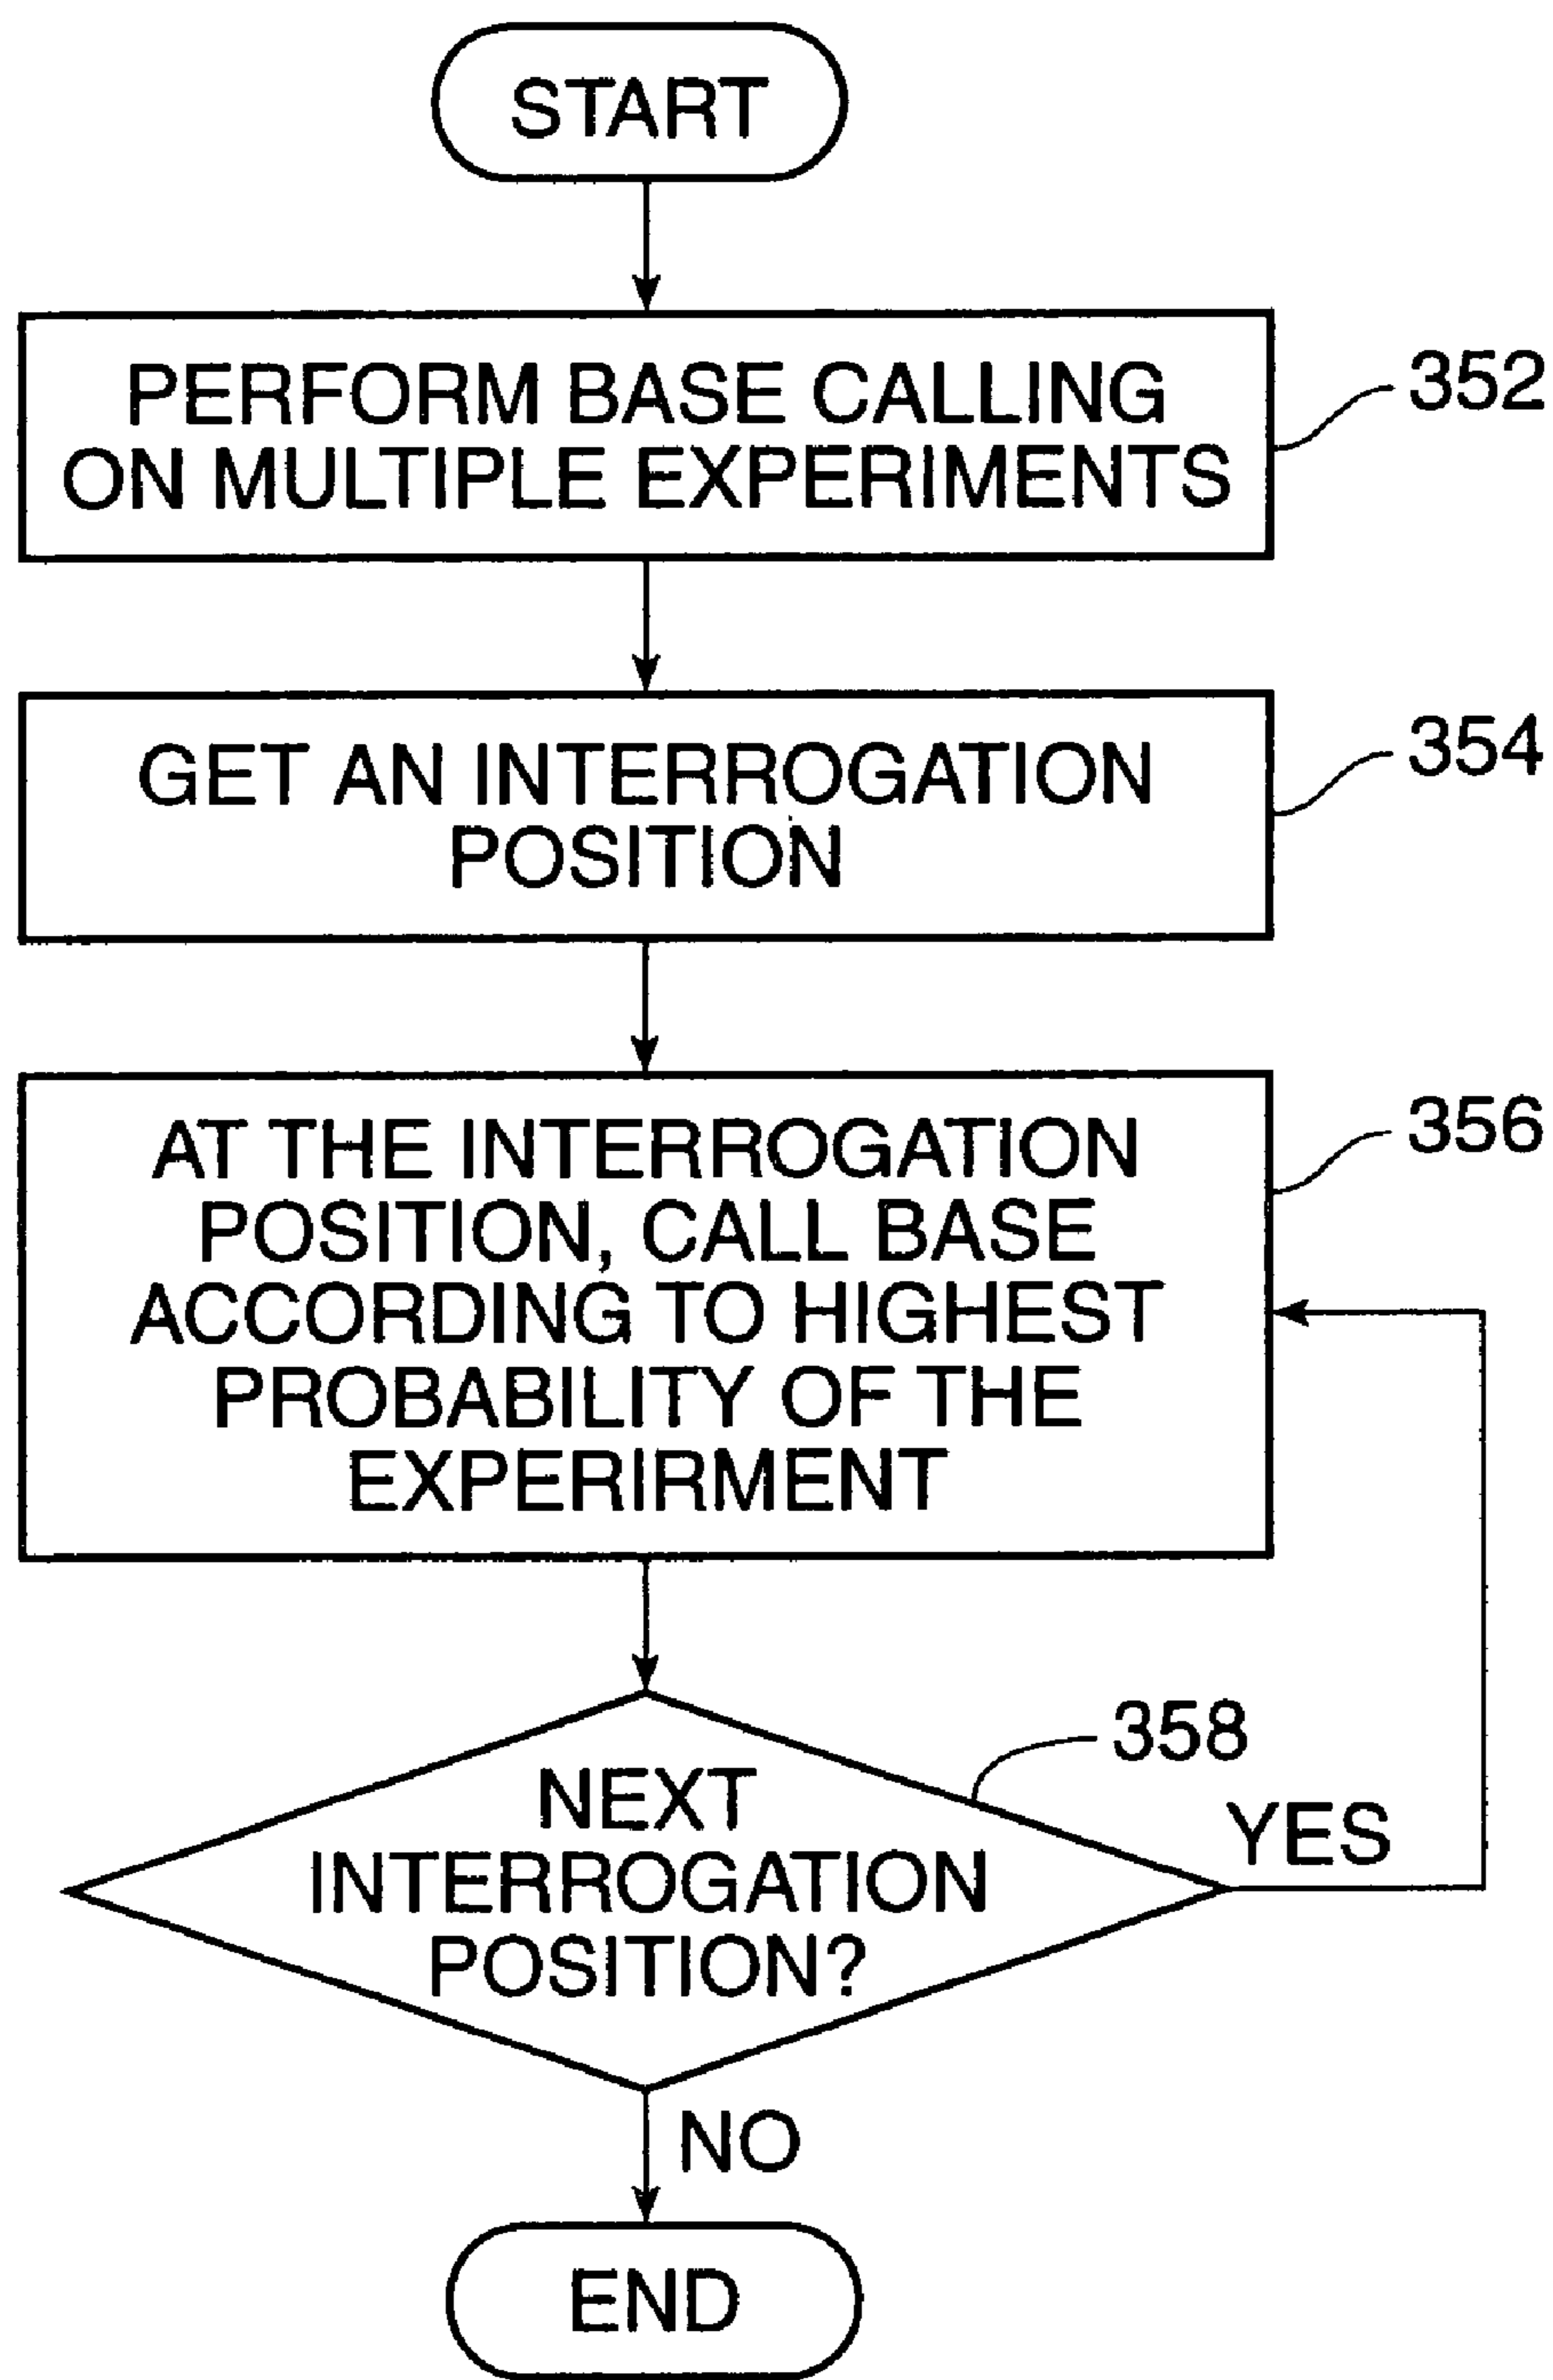 START
PERFORM BASE CALLING
ON MULTIPLE EXPERIMENTS
352
GET AN INTERROGATION
POSITION
354
AT THE INTERROGATION
POSITION, CALL BASE
ACCORDING TO HIGHEST
PROBABILITY OF THE
EXPERIRMENT
356
NEXT
INTERROGATION
POSITION?
358
YES
NO
END